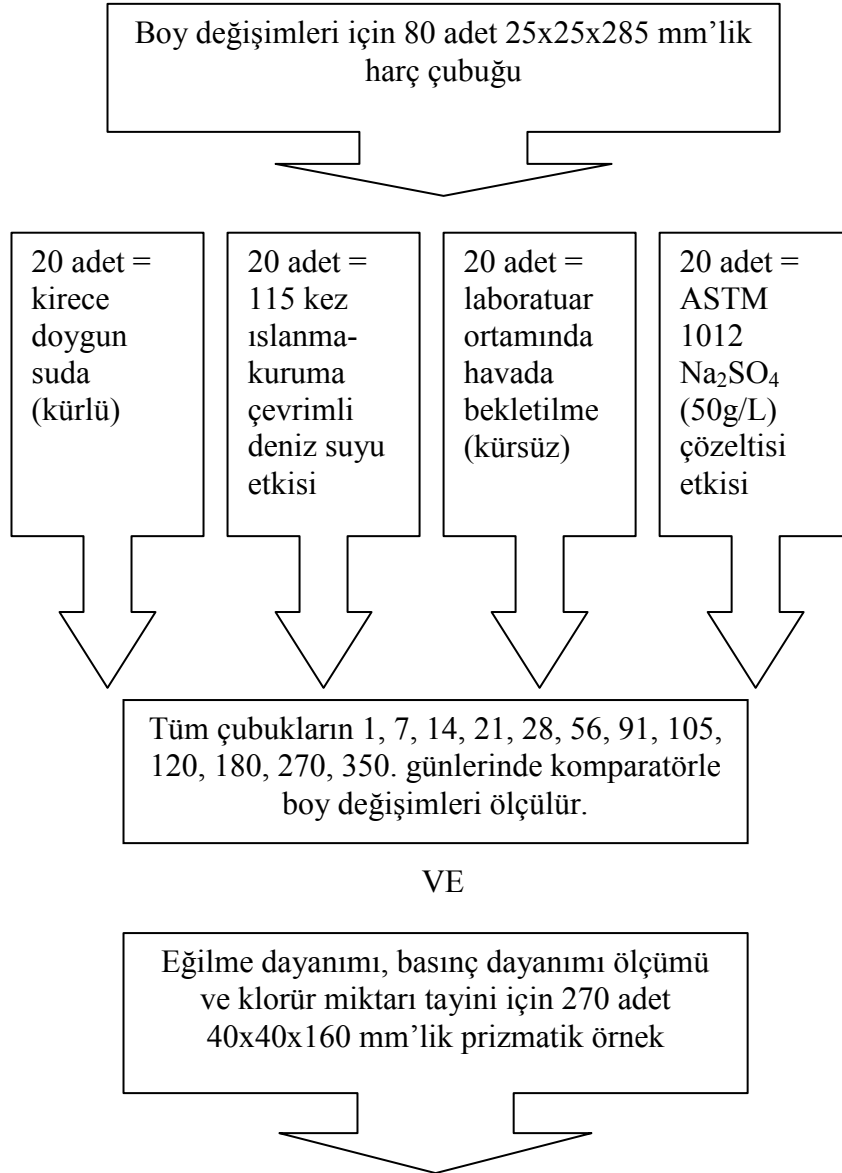 Boy değişimleri için 80 adet 25x25x285 mm’lik
harç çubuğu
20 adet =
kirece
doygun
suda
(kürlü)
20 adet =
115 kez
ıslanma-
kuruma
çevrimli
deniz suyu
etkisi
20 adet =
laboratuar
ortamında
havada
bekletilme
(kürsüz)
20 adet =
ASTM
1012
Na₂SO₄
(50g/L)
çözeltisi
etkisi
Tüm çubukların 1, 7, 14, 21, 28, 56, 91, 105,
120, 180, 270, 350. günlerinde komparatörle
boy değişimleri ölçülür.
VE
Eğilme dayanımı, basınç dayanımı ölçümü
ve klorür miktarı tayini için 270 adet
40x40x160 mm’lik prizmatik örnek